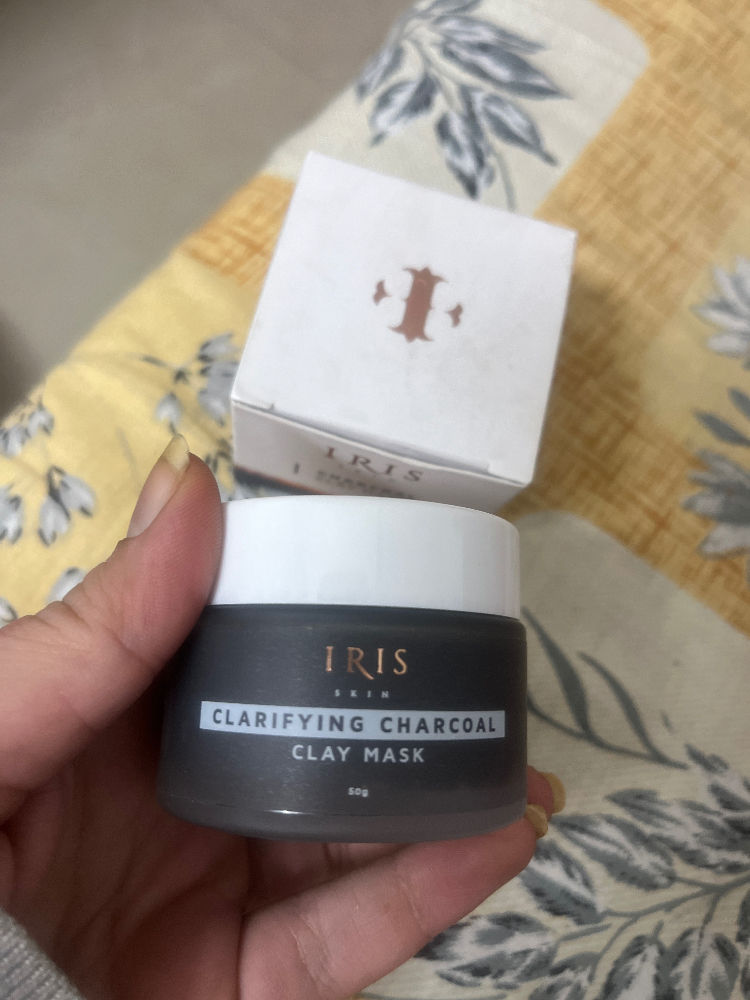 IRIS
IRIS
SKIN
CLARIFYING CHARCOAL
CLAY MASK
50g